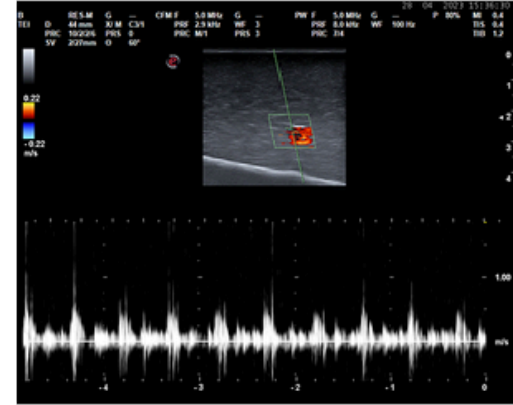 28 04 2023 15:36:30
B RES-M G --- CFM F 5.0 MHz G --- PW F 5.0 MHz G --- P 80% MI 0.4
TEI D 44 mm X/M C3/1 PRF 2.9 kHz WF 3 PRF 8.0 kHz WF 100 Hz TIS 0.4
PRC 10/2/26 PRS 0 PRC M/1 PRS 3 PRC 7/4 TIB 1.2
SV 2/27mm O 60°
0
1
0.22
2
-0.22
m/s
3
4
L
1.00
m/s
-4 -3 -2 -1 0